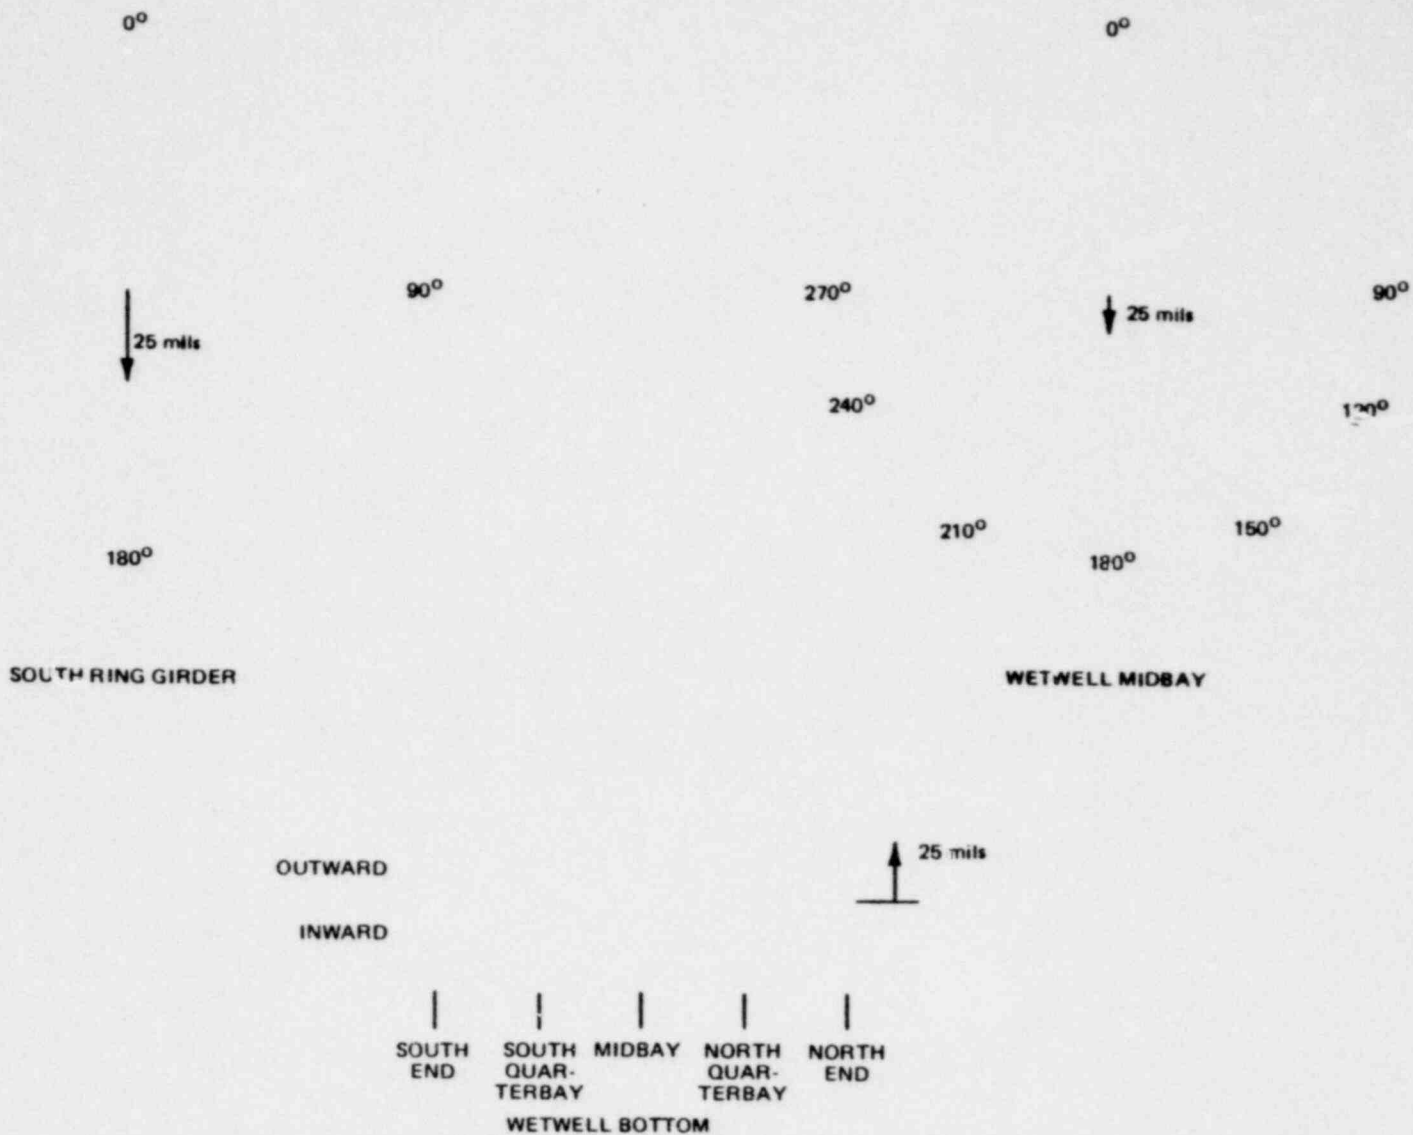 0°
0°
90°
270°
90°
25 mils
25 mils
240°
210°
150°
180°
180°
SOUTH RING GIRDER
WETWELL MIDBAY
OUTWARD
25 mils
INWARD
SOUTH END
SOUTH QUAR-
TERBAY
MIDBAY
NORTH QUAR-
TERBAY
NORTH END
WETWELL BOTTOM